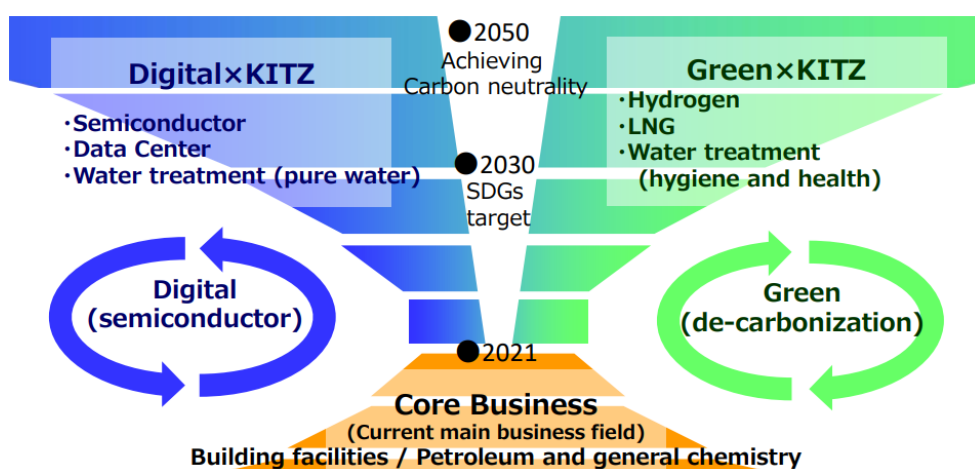 ●2050
Achieving
Carbon neutrality
Digital×KITZ
・Semiconductor
・Data Center
・Water treatment (pure water)
Green×KITZ
・Hydrogen
・LNG
・Water treatment
(hygiene and health)
●2030
SDGs
target
Digital
(semiconductor)
Green
(de-carbonization)
●2021
Core Business
(Current main business field)
Building facilities / Petroleum and general chemistry